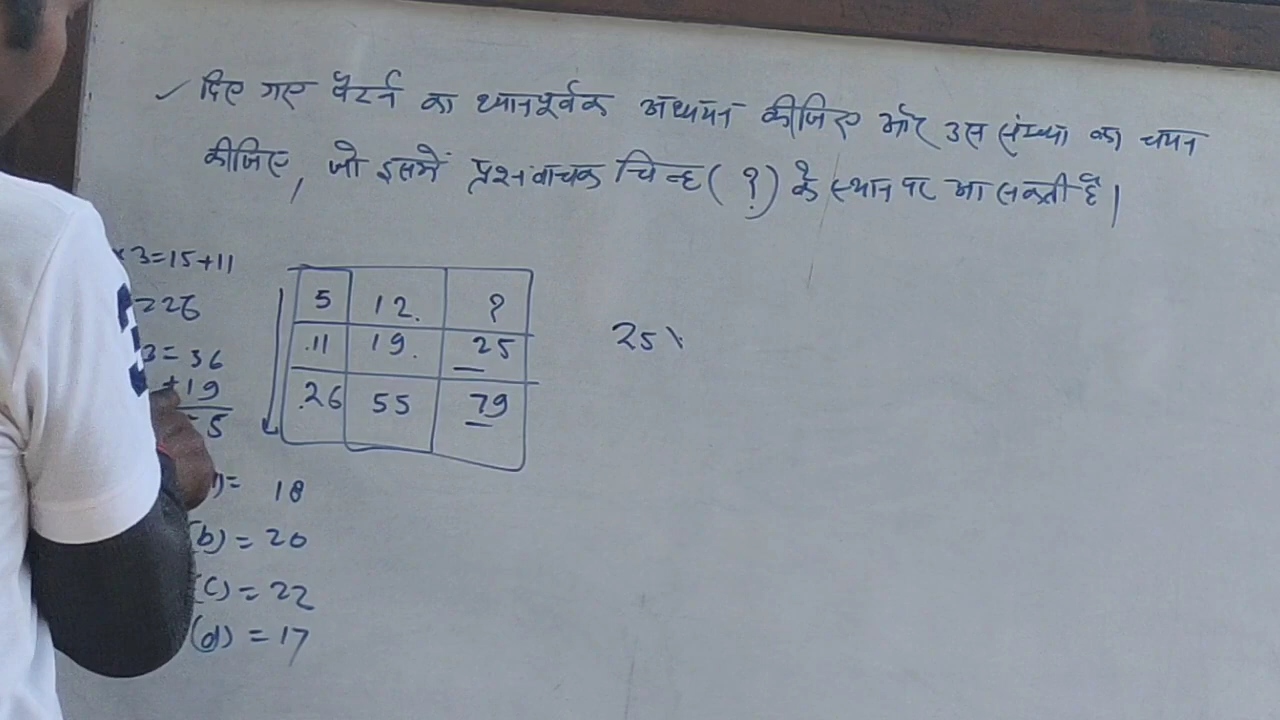 ✓ दिए गए पैटर्न का ध्यानपूर्वक अध्ययन कीजिए और उस संख्या का चयन
कीजिए, जो इसमें प्रश्नवाचक चिन्ह ( ? ) के स्थान पर आ सकती है।
×3=15+11
=26
3=36
+19
5
5 12. ?
.11 19. 25
.26 55 79
25
)= 18
(b) = 20
(c) = 22
(d) = 17